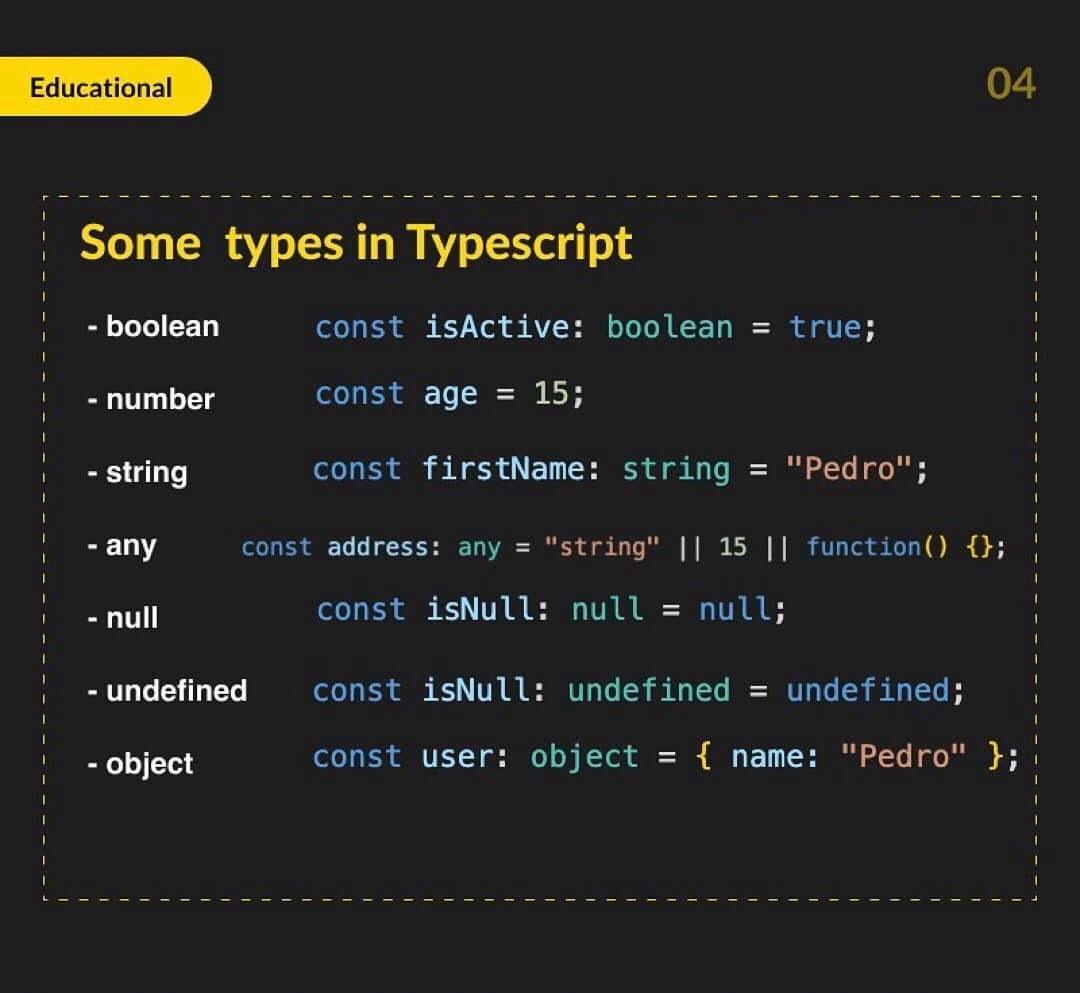 Educational
04
Some types in Typescript
- boolean const isActive: boolean = true;
- number const age = 15;
- string const firstName: string = "Pedro";
- any const address: any = "string" || 15 || function() {};
- null const isNull: null = null;
- undefined const isNull: undefined = undefined;
- object const user: object = { name: "Pedro" };